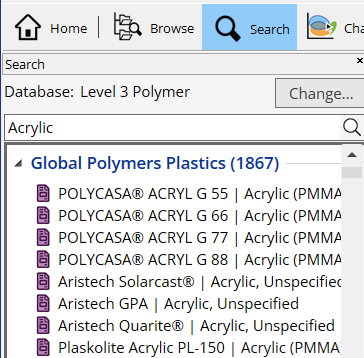 Home Browse Search Cha
Search ×
Database: Level 3 Polymer Change...
Acrylic
Global Polymers Plastics (1867)
POLYCASA® ACRYL G 55 | Acrylic (PMMA
POLYCASA® ACRYL G 66 | Acrylic (PMMA
POLYCASA® ACRYL G 77 | Acrylic (PMMA
POLYCASA® ACRYL G 88 | Acrylic (PMMA
Aristech Solarcast® | Acrylic, Unspecified
Aristech GPA | Acrylic, Unspecified
Aristech Quarite® | Acrylic, Unspecified
Plaskolite Acrylic PL-150 | Acrylic (PMMA)